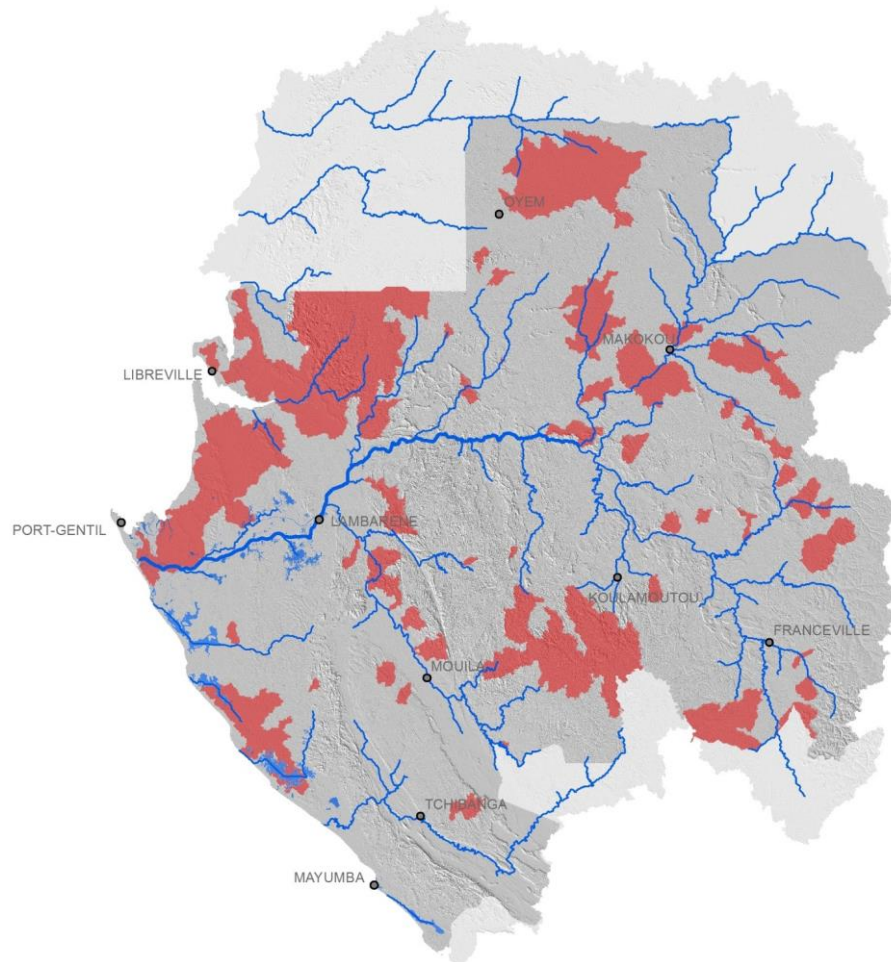 OYEM
MAKOKOU
LIBREVILLE
PORT-GENTIL
LAMBARENE
KOULAMOUTOU
FRANCEVILLE
MOUILA
TCHIBANGA
MAYUMBA